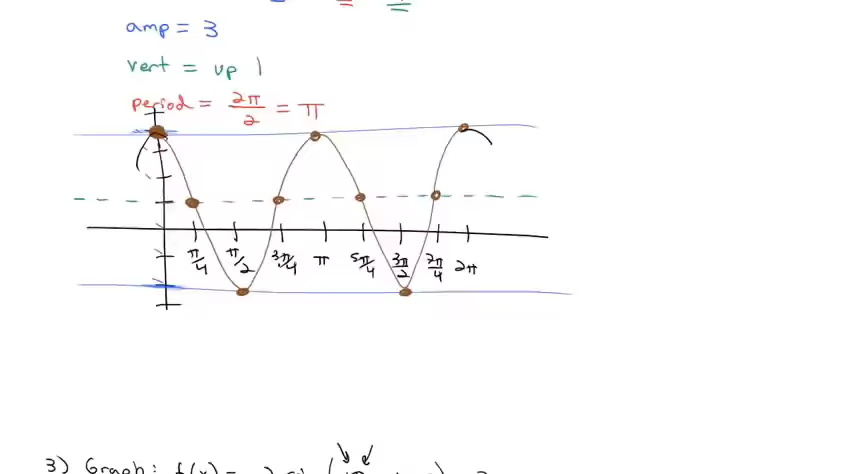 amp = 3
vert = up 1
period = 2π/2 = π
π/4 π/2 3π/4 π 5π/4 3π/2 7π/4 2π
3) Graph: f(x) =